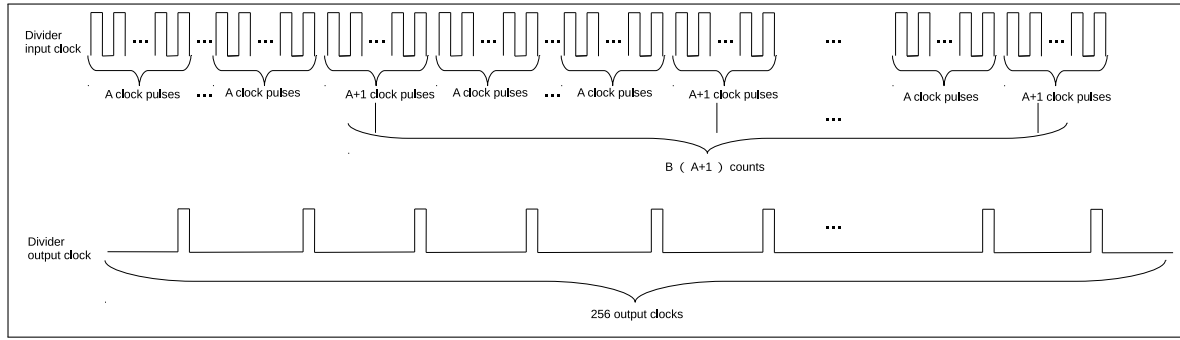 Divider
input clock
... ... ... ... ... ... ... ... ... ...
A clock pulses ... A clock pulses A+1 clock pulses A clock pulses ... A clock pulses A+1 clock pulses A clock pulses A+1 clock pulses
...
B ( A+1 ) counts
Divider
output clock
...
256 output clocks